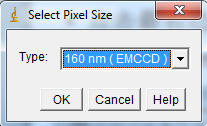 Select Pixel Size
Type: 160 nm ( EMCCD )
OK Cancel Help